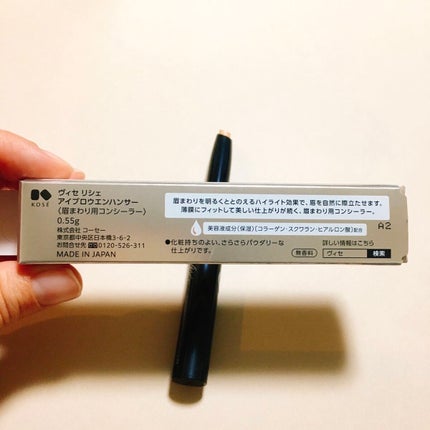 KOSÉ
ヴィセ リシェ
アイブロウエンハンサー
〈眉まわり用コンシーラー〉
0.55g
株式会社 コーセー
東京都中央区日本橋3-6-2
お問合せ先 0120-526-311
MADE IN JAPAN
眉まわりを明るくととのえるハイライト効果で、眉を自然に際立たせます。
薄膜にフィットして美しい仕上がりが続く、眉まわり用コンシーラー。
美容液成分(保湿)[コラーゲン・スクワラン・ヒアルロン酸]配合
●化粧持ちのよい、さらさらパウダリーな
仕上がりです。
無香料
詳しい情報はこちら
ヴィセ 検索
A2